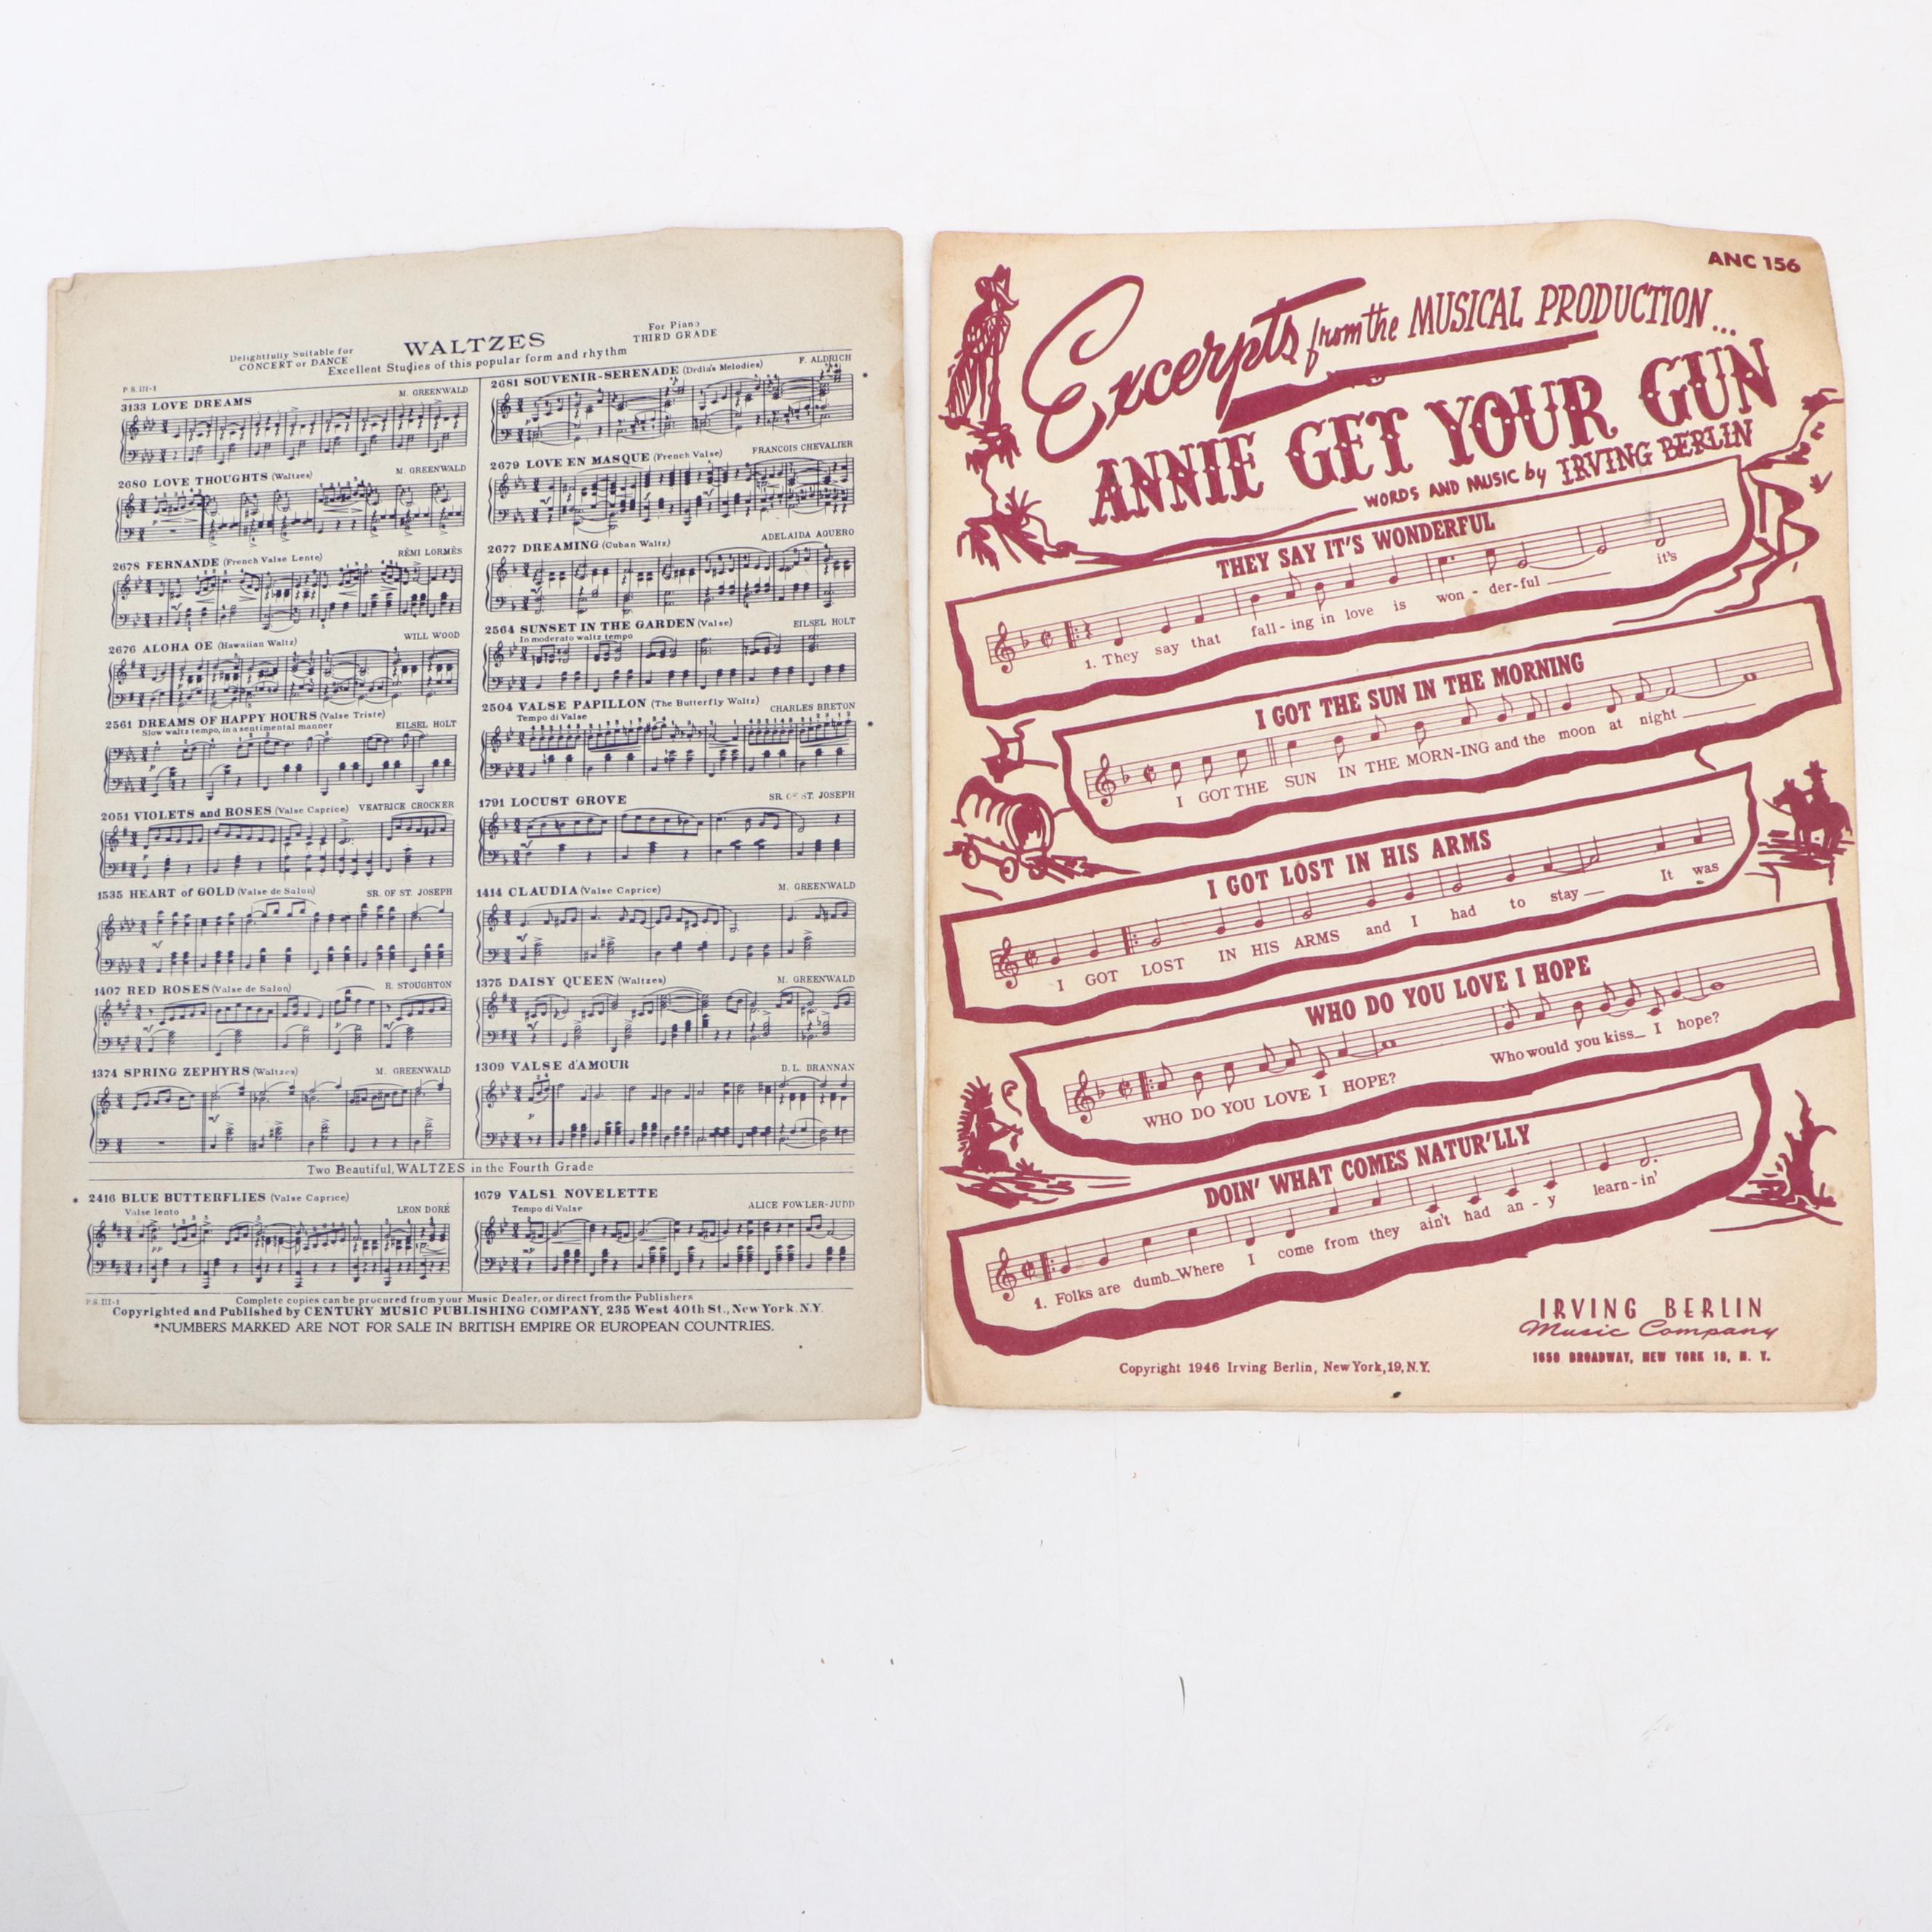 Delightfully Suitable for
CONCERT or DANCE
WALTZES
For Piano
THIRD GRADE
Excellent Studies of this popular form and rhythm
P.S. III-1
3133 LOVE DREAMS
M. GREENWALD
2680 LOVE THOUGHTS (Waltzes)
M. GREENWALD
2678 FERNANDE (French Valse Lente)
RÉMI LORMÈS
2676 ALOHA OE (Hawaiian Waltz)
WILL WOOD
2561 DREAMS OF HAPPY HOURS (Valse Triste)
Slow waltz tempo, in a sentimental manner
EILSEL HOLT
2051 VIOLETS and ROSES (Valse Caprice)
VEATRICE CROCKER
1535 HEART of GOLD (Valse de Salon)
SR. OF ST. JOSEPH
1407 RED ROSES (Valse de Salon)
R. STOUGHTON
1374 SPRING ZEPHYRS (Waltzes)
M. GREENWALD
2681 SOUVENIR-SERENADE (Drdla's Melodies)
F. ALDRICH
*
2679 LOVE EN MASQUE (French Valse)
FRANCOIS CHEVALIER
2677 DREAMING (Cuban Waltz)
ADELAIDA AGUERO
2564 SUNSET IN THE GARDEN (Valse)
In moderato waltz tempo
EILSEL HOLT
2504 VALSE PAPILLON (The Butterfly Waltz)
Tempo di Valse
CHARLES BRETON
*
1791 LOCUST GROVE
SR. OF ST. JOSEPH
1414 CLAUDIA (Valse Caprice)
M. GREENWALD
1375 DAISY QUEEN (Waltzes)
M. GREENWALD
1309 VALSE d'AMOUR
B. L. BRANNAN
Two Beautiful, WALTZES in the Fourth Grade
* 2416 BLUE BUTTERFLIES (Valse Caprice)
Valse lento
LEON DORÉ
1679 VALSE NOVELETTE
Tempo di Valse
ALICE FOWLER-JUDD
P.S. III-1
Complete copies can be procured from your Music Dealer, or direct from the Publishers
Copyrighted and Published by CENTURY MUSIC PUBLISHING COMPANY, 235 West 40th St., New York. N.Y.
*NUMBERS MARKED ARE NOT FOR SALE IN BRITISH EMPIRE OR EUROPEAN COUNTRIES.
ANC 156
Excerpts from the MUSICAL PRODUCTION...
ANNIE GET YOUR GUN
WORDS AND MUSIC by IRVING BERLIN
THEY SAY IT'S WONDERFUL
1. They say that fall-ing in love is won-der-ful it's
I GOT THE SUN IN THE MORNING
I GOT THE SUN IN THE MORN-ING and the moon at night
I GOT LOST IN HIS ARMS
I GOT LOST IN HIS ARMS and I had to stay It was
WHO DO YOU LOVE I HOPE
WHO DO YOU LOVE I HOPE? Who would you kiss I hope?
DOIN' WHAT COMES NATUR'LLY
1. Folks are dumb Where I come from they ain't had an-y learn-in'
IRVING BERLIN
Music Company
1650 BROADWAY, NEW YORK 19, N. Y.
Copyright 1946 Irving Berlin, New York, 19, N.Y.